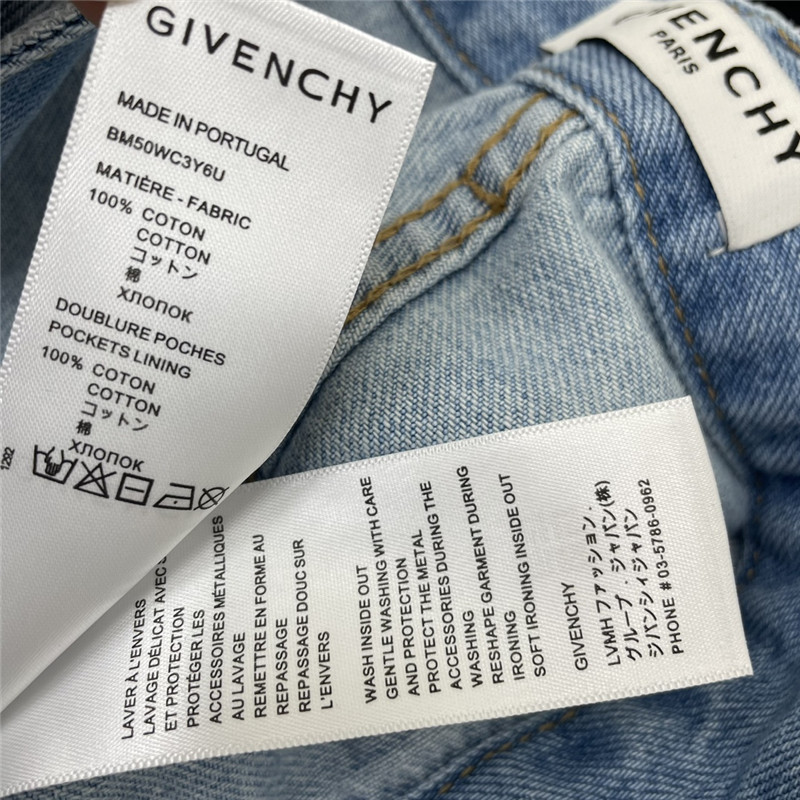 GIVENCHY
MADE IN PORTUGAL
BM50WC3Y6U
MATIÈRE - FABRIC
100% COTON
COTTON
コットン
棉
ХЛОПОК
DOUBLURE POCHES
POCKETS LINING
100% COTON
COTTON
コットン
棉
ХЛОПОК
1292
VENCHY
PARIS
LAVER À L'ENVERS
LAVAGE DÉLICAT AVEC
ET PROTECTION
PROTÉGER LES
ACCESSOIRES MÉTALLIQUES
AU LAVAGE
REMETTRE EN FORME AU
REPASSAGE
REPASSAGE DOUX SUR
L'ENVERS
WASH INSIDE OUT
GENTLE WASHING WITH CARE
AND PROTECTION
PROTECT THE METAL
ACCESSORIES DURING THE
WASHING
RESHAPE GARMENT DURING
IRONING
SOFT IRONING INSIDE OUT
GIVENCHY
LVMH ファッション.
グループ . ジャパン(株)
ジバンシィジャパン
PHONE # 03-5786-0962